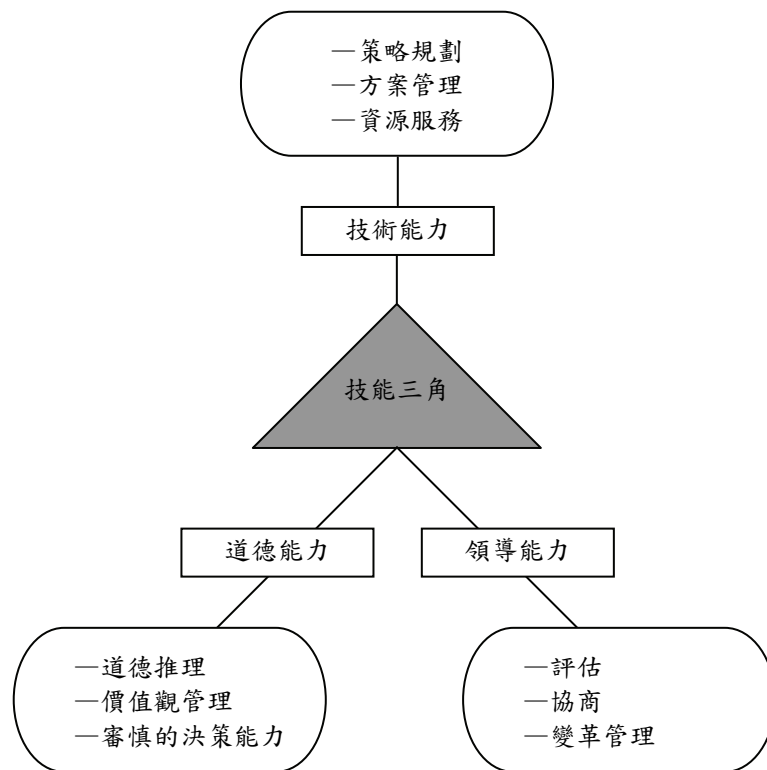 —策略規劃
—方案管理
—資源服務
技術能力
技能三角
道德能力
領導能力
—道德推理
—價值觀管理
—審慎的決策能力
—評估
—協商
—變革管理